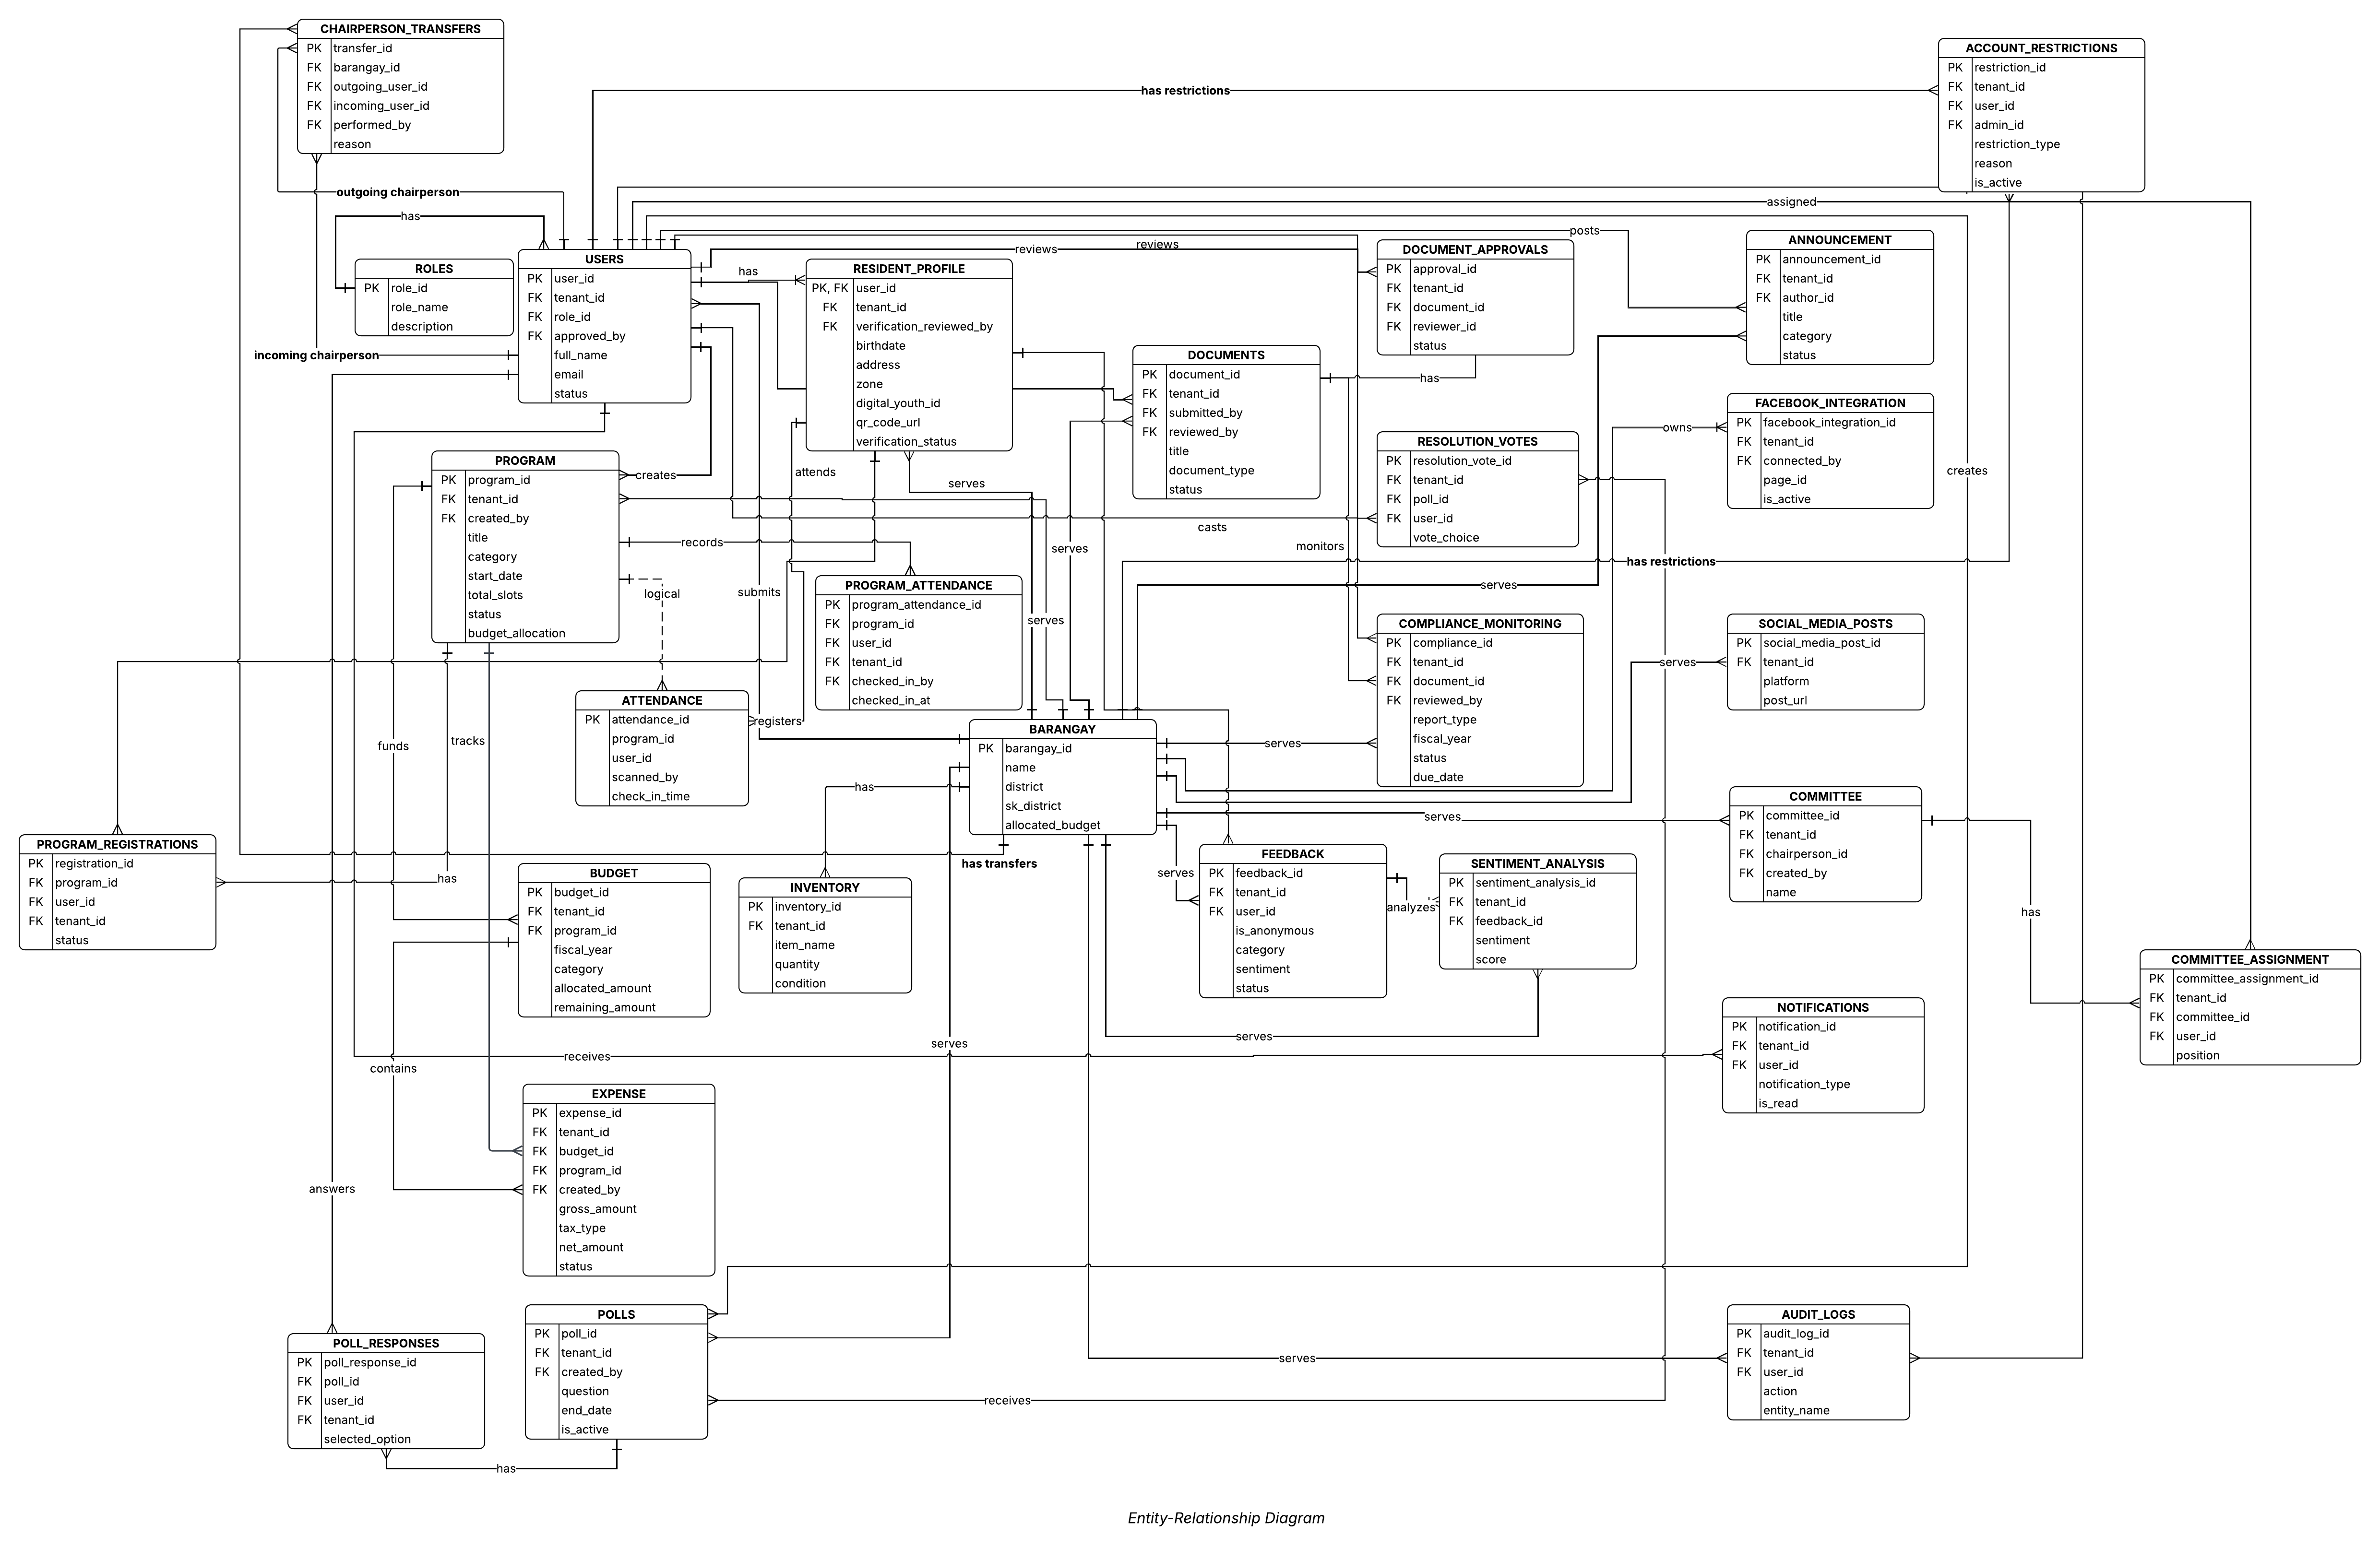 CHAIRPERSON_TRANSFERS
PK transfer_id
FK barangay_id
FK outgoing_user_id
FK incoming_user_id
FK performed_by
reason
ACCOUNT_RESTRICTIONS
PK restriction_id
FK tenant_id
FK user_id
FK admin_id
restriction_type
reason
is_active
has restrictions
outgoing chairperson
assigned
has
posts
reviews
reviews
ROLES
PK role_id
role_name
description
USERS
PK user_id
FK tenant_id
FK role_id
FK approved_by
full_name
email
status
has
RESIDENT_PROFILE
PK, FK user_id
FK tenant_id
FK verification_reviewed_by
birthdate
address
zone
digital_youth_id
qr_code_url
verification_status
DOCUMENT_APPROVALS
PK approval_id
FK tenant_id
FK document_id
FK reviewer_id
status
ANNOUNCEMENT
PK announcement_id
FK tenant_id
FK author_id
title
category
status
incoming chairperson
DOCUMENTS
PK document_id
FK tenant_id
FK submitted_by
FK reviewed_by
title
document_type
status
has
FACEBOOK_INTEGRATION
PK facebook_integration_id
FK tenant_id
FK connected_by
page_id
is_active
owns
RESOLUTION_VOTES
PK resolution_vote_id
FK tenant_id
FK poll_id
FK user_id
vote_choice
PROGRAM
PK program_id
FK tenant_id
FK created_by
title
category
start_date
total_slots
status
budget_allocation
creates
attends
serves
creates
casts
records
serves
monitors
has restrictions
logical
submits
serves
serves
PROGRAM_ATTENDANCE
PK program_attendance_id
FK program_id
FK user_id
FK tenant_id
FK checked_in_by
checked_in_at
COMPLIANCE_MONITORING
PK compliance_id
FK tenant_id
FK document_id
FK reviewed_by
report_type
fiscal_year
status
due_date
SOCIAL_MEDIA_POSTS
PK social_media_post_id
FK tenant_id
platform
post_url
serves
ATTENDANCE
PK attendance_id
program_id
user_id
scanned_by
check_in_time
registers
BARANGAY
PK barangay_id
name
district
sk_district
allocated_budget
funds
tracks
serves
has
COMMITTEE
PK committee_id
FK tenant_id
FK chairperson_id
FK created_by
name
serves
PROGRAM_REGISTRATIONS
PK registration_id
FK program_id
FK user_id
FK tenant_id
status
has
has transfers
BUDGET
PK budget_id
FK tenant_id
FK program_id
fiscal_year
category
allocated_amount
remaining_amount
INVENTORY
PK inventory_id
FK tenant_id
item_name
quantity
condition
serves
FEEDBACK
PK feedback_id
FK tenant_id
FK user_id
is_anonymous
category
sentiment
status
analyzes
SENTIMENT_ANALYSIS
PK sentiment_analysis_id
FK tenant_id
FK feedback_id
sentiment
score
has
COMMITTEE_ASSIGNMENT
PK committee_assignment_id
FK tenant_id
FK committee_id
FK user_id
position
NOTIFICATIONS
PK notification_id
FK tenant_id
FK user_id
notification_type
is_read
serves
serves
receives
contains
EXPENSE
PK expense_id
FK tenant_id
FK budget_id
FK program_id
FK created_by
gross_amount
tax_type
net_amount
status
answers
POLLS
PK poll_id
FK tenant_id
FK created_by
question
end_date
is_active
POLL_RESPONSES
PK poll_response_id
FK poll_id
FK user_id
FK tenant_id
selected_option
AUDIT_LOGS
PK audit_log_id
FK tenant_id
FK user_id
action
entity_name
serves
receives
has
Entity-Relationship Diagram